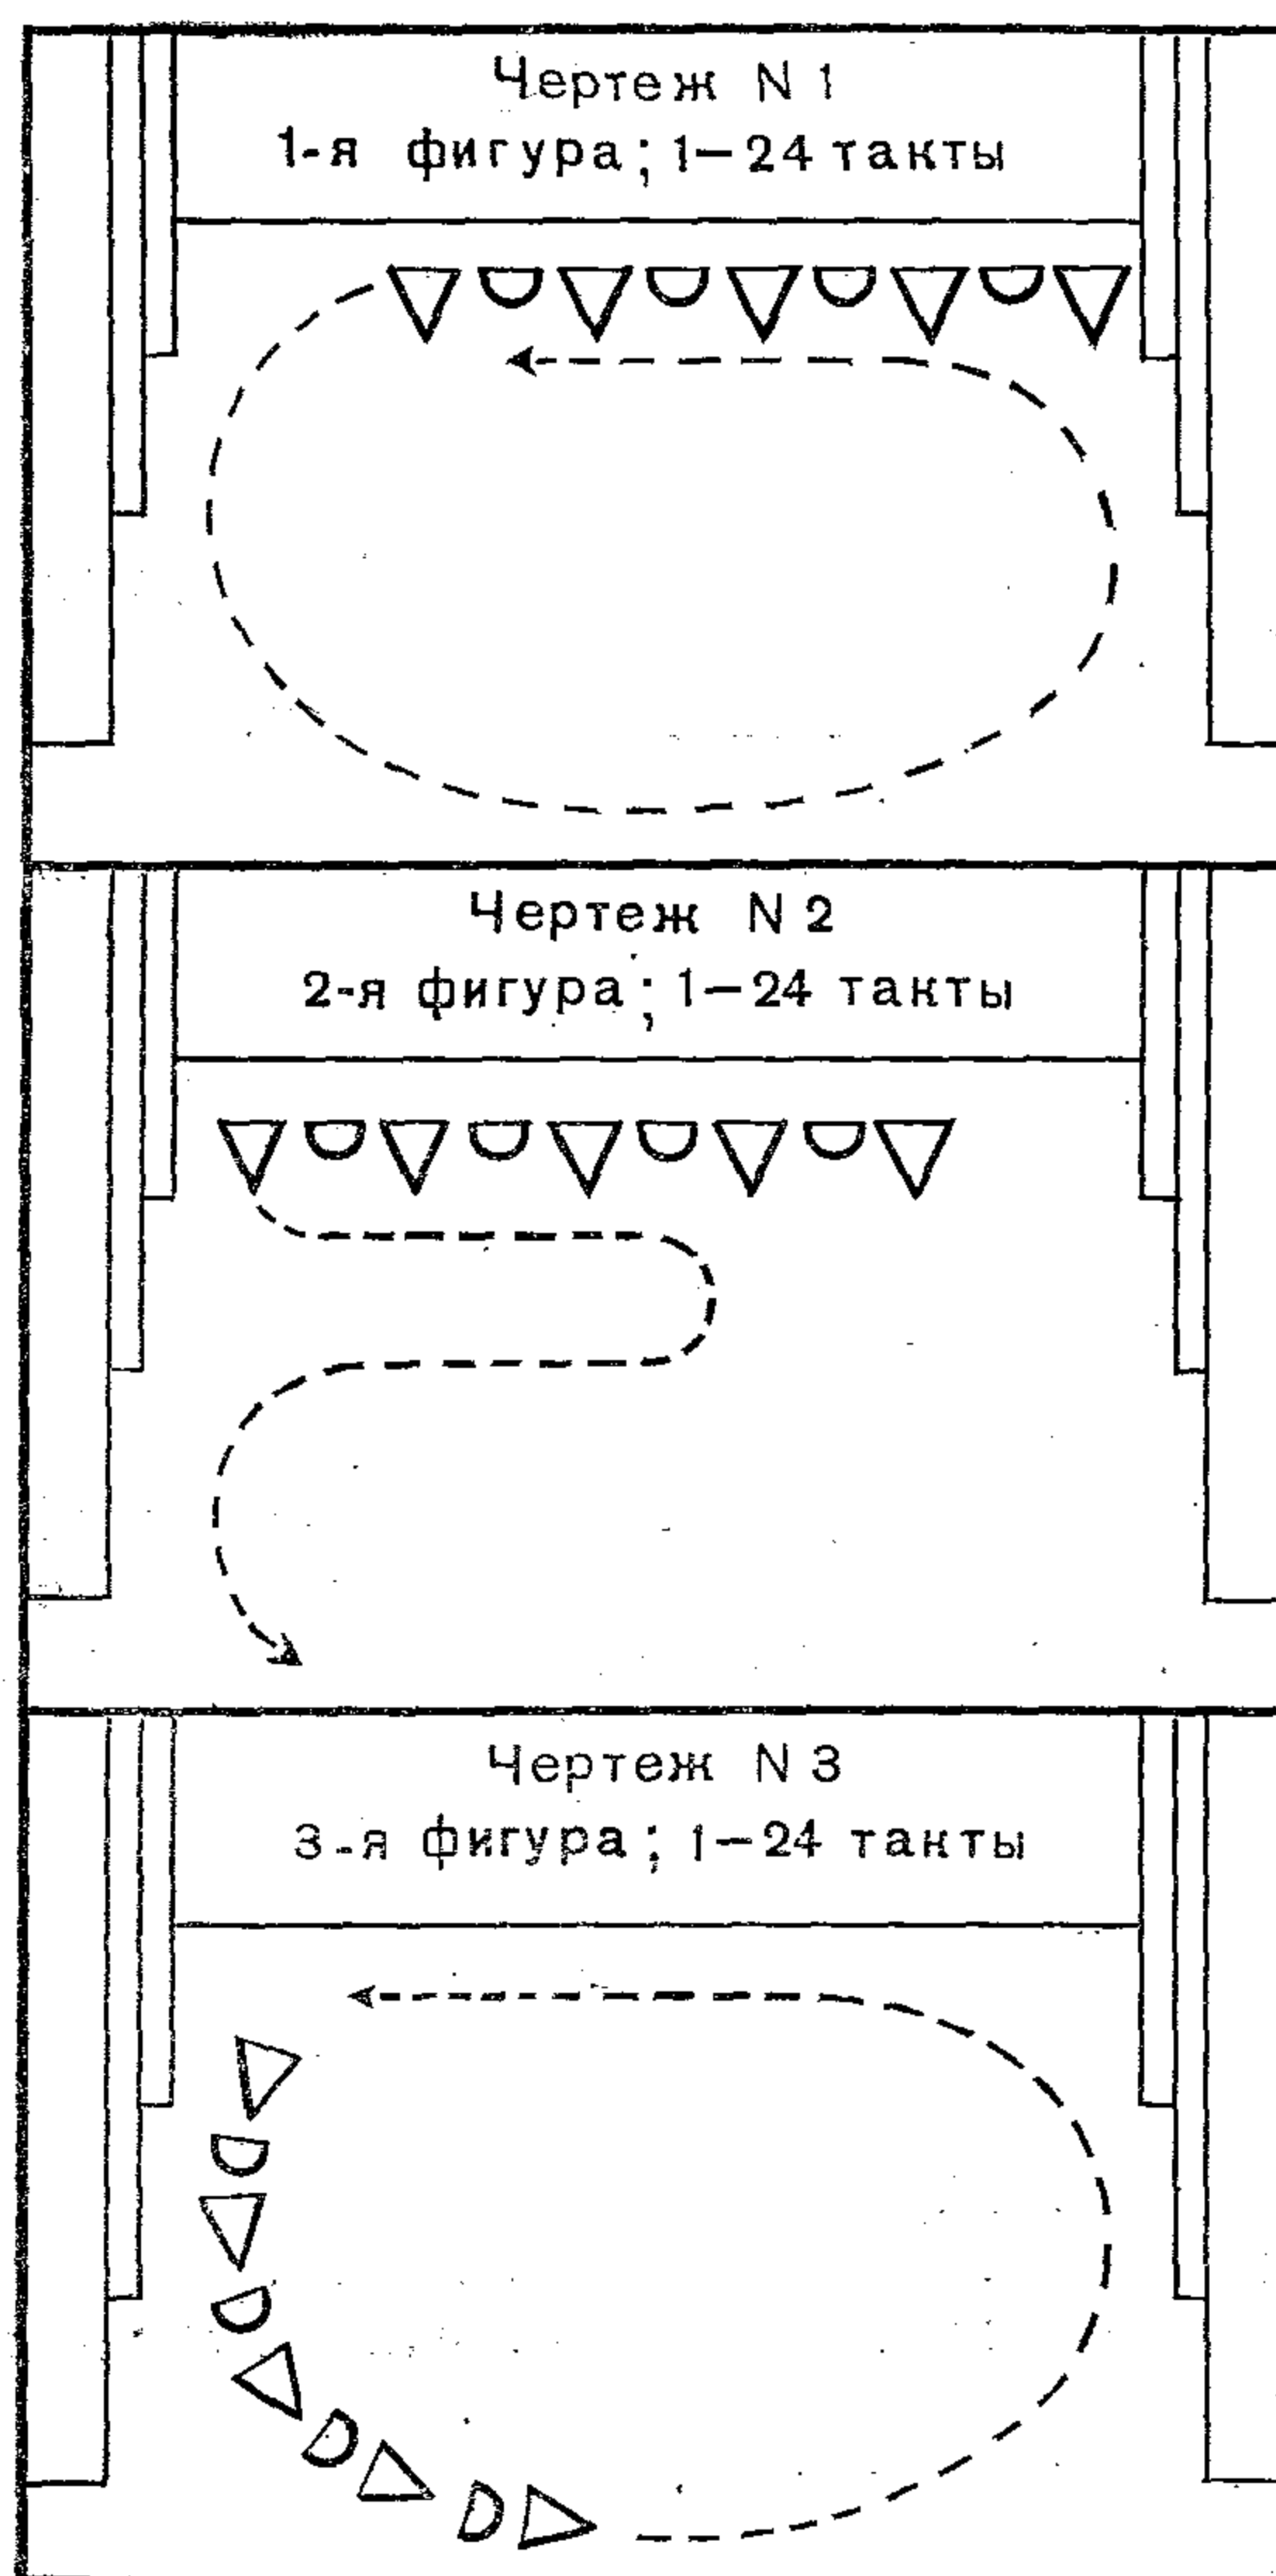 Чертеж N 1
1-я фигура; 1-24 такты
Чертеж N 2
2-я фигура; 1-24 такты
Чертеж N 3
3-я фигура; 1-24 такты